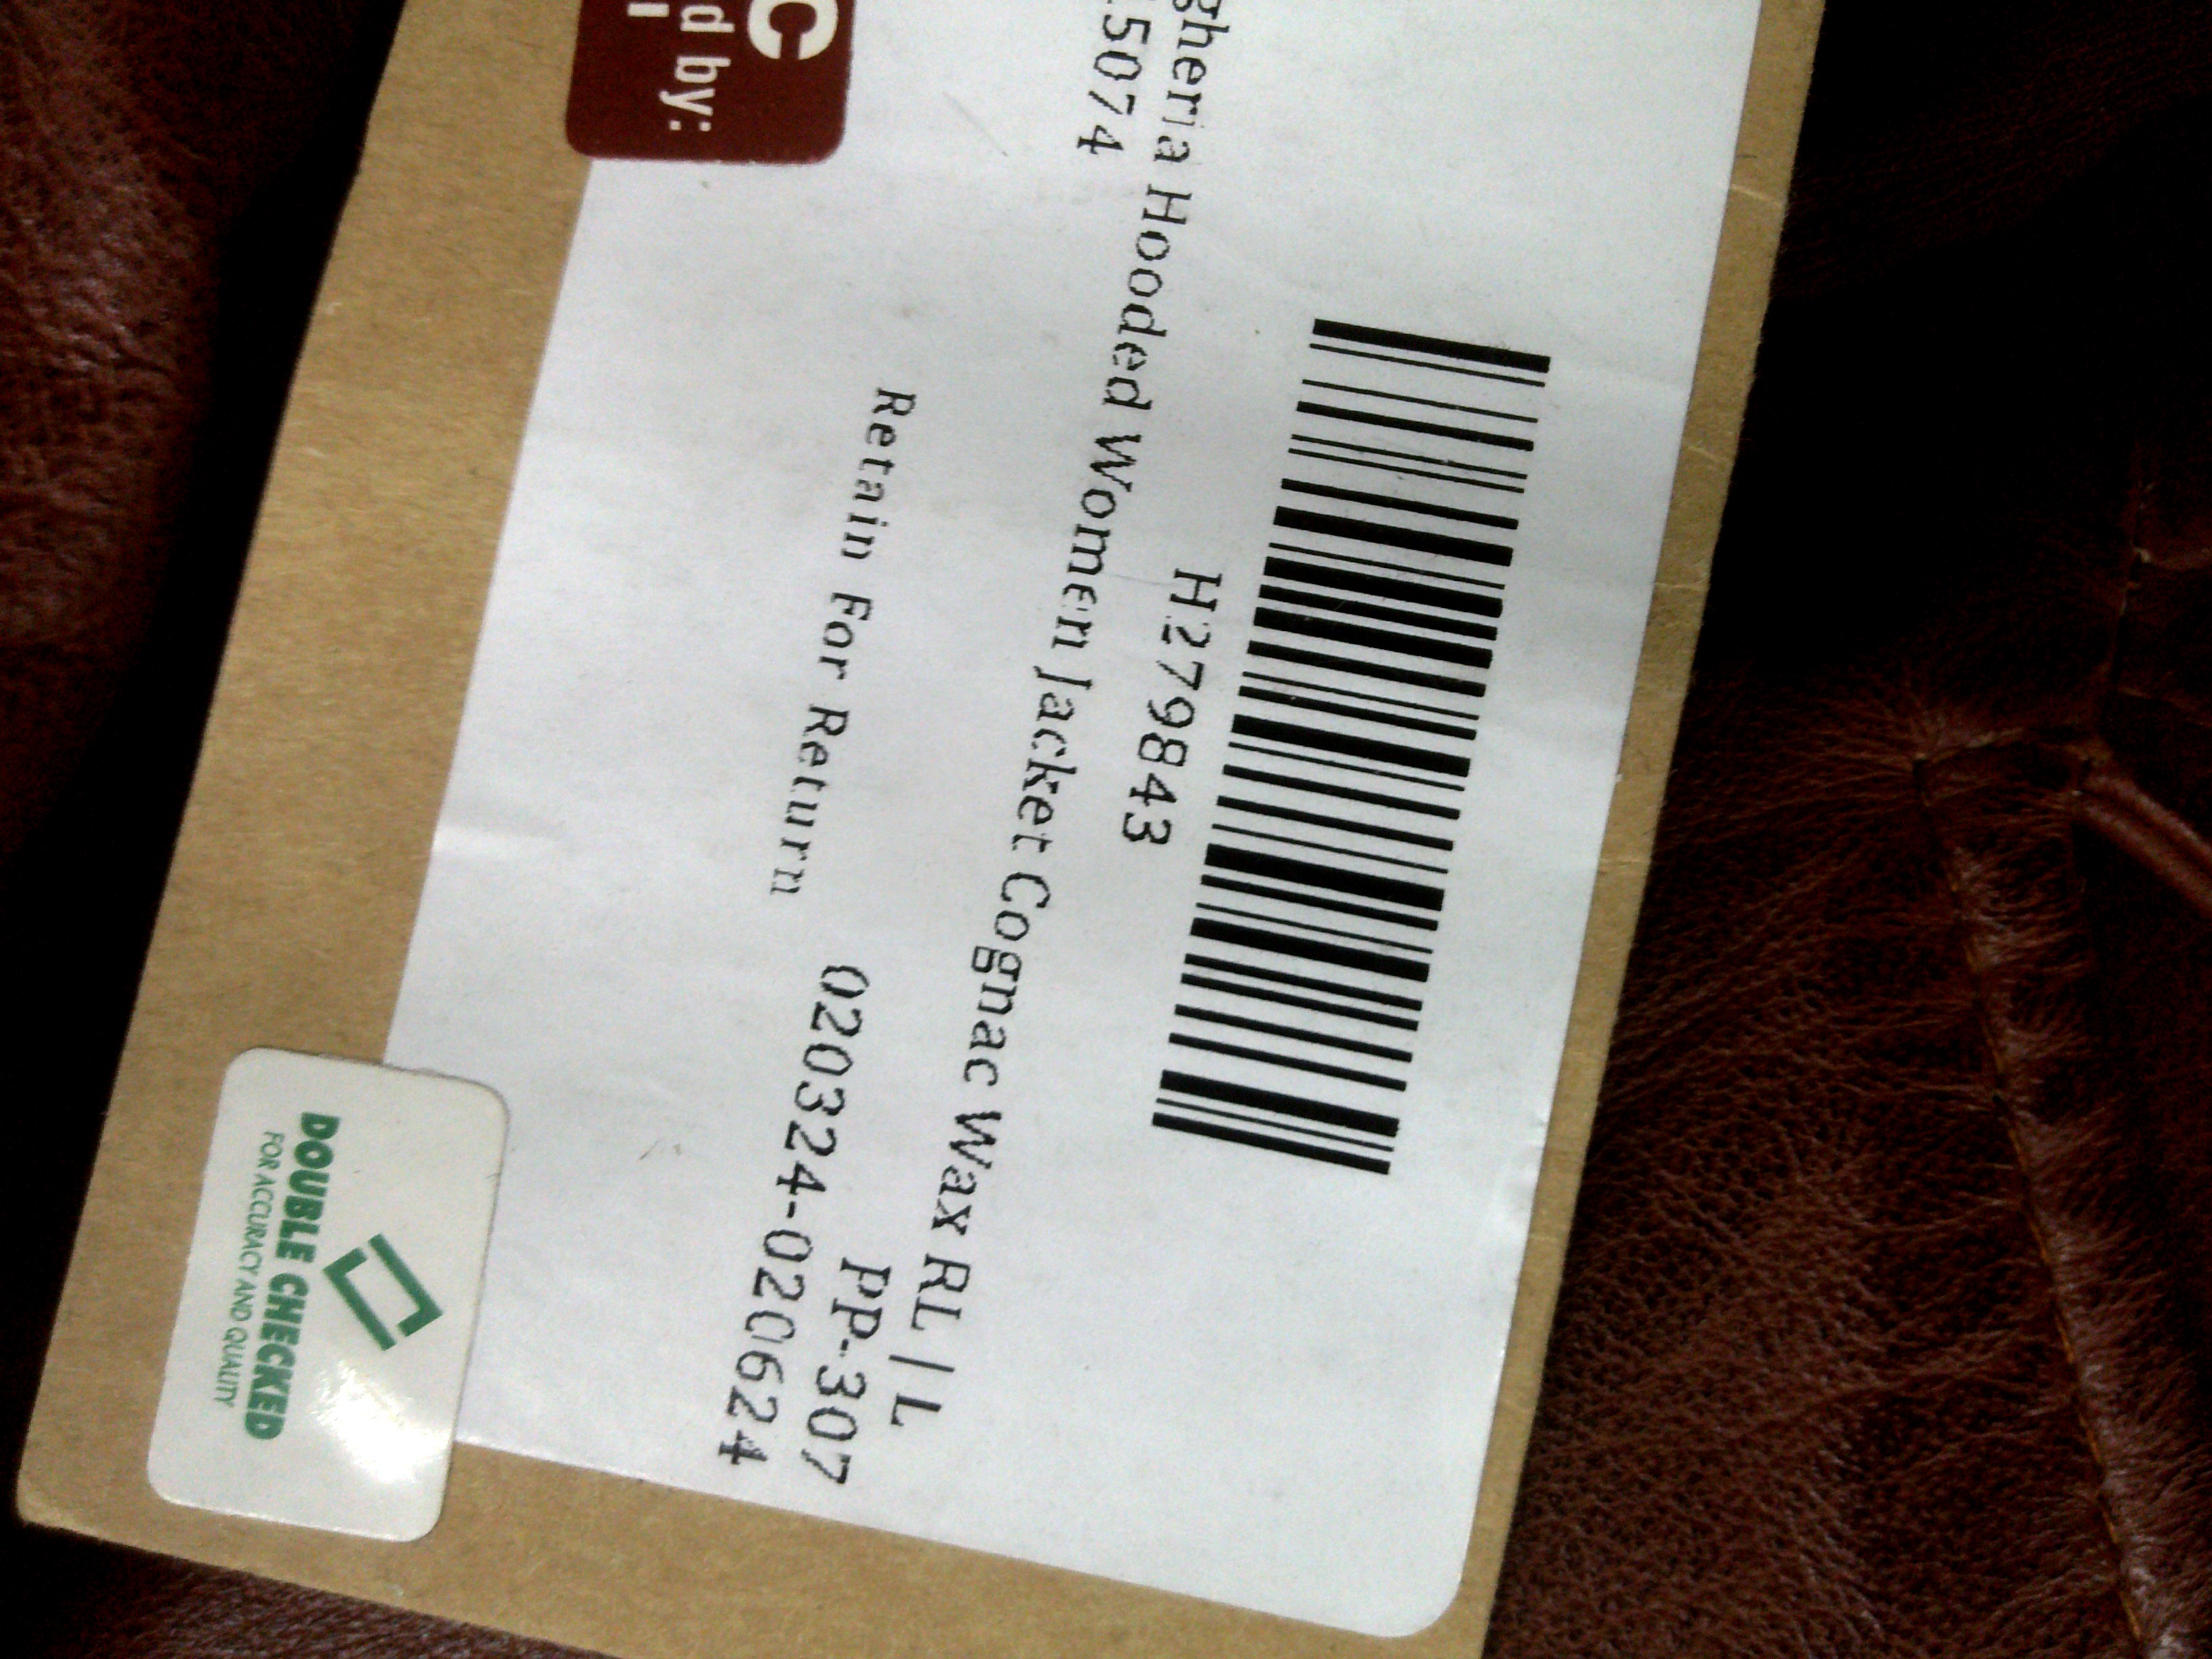 H279843
gheria Hooded Women Jacket Cognac Wax RL | L
5074
PP-307
020324-020624
Retain For Return
C
d by:
DOUBLE CHECKED
FOR ACCURACY AND QUALITY